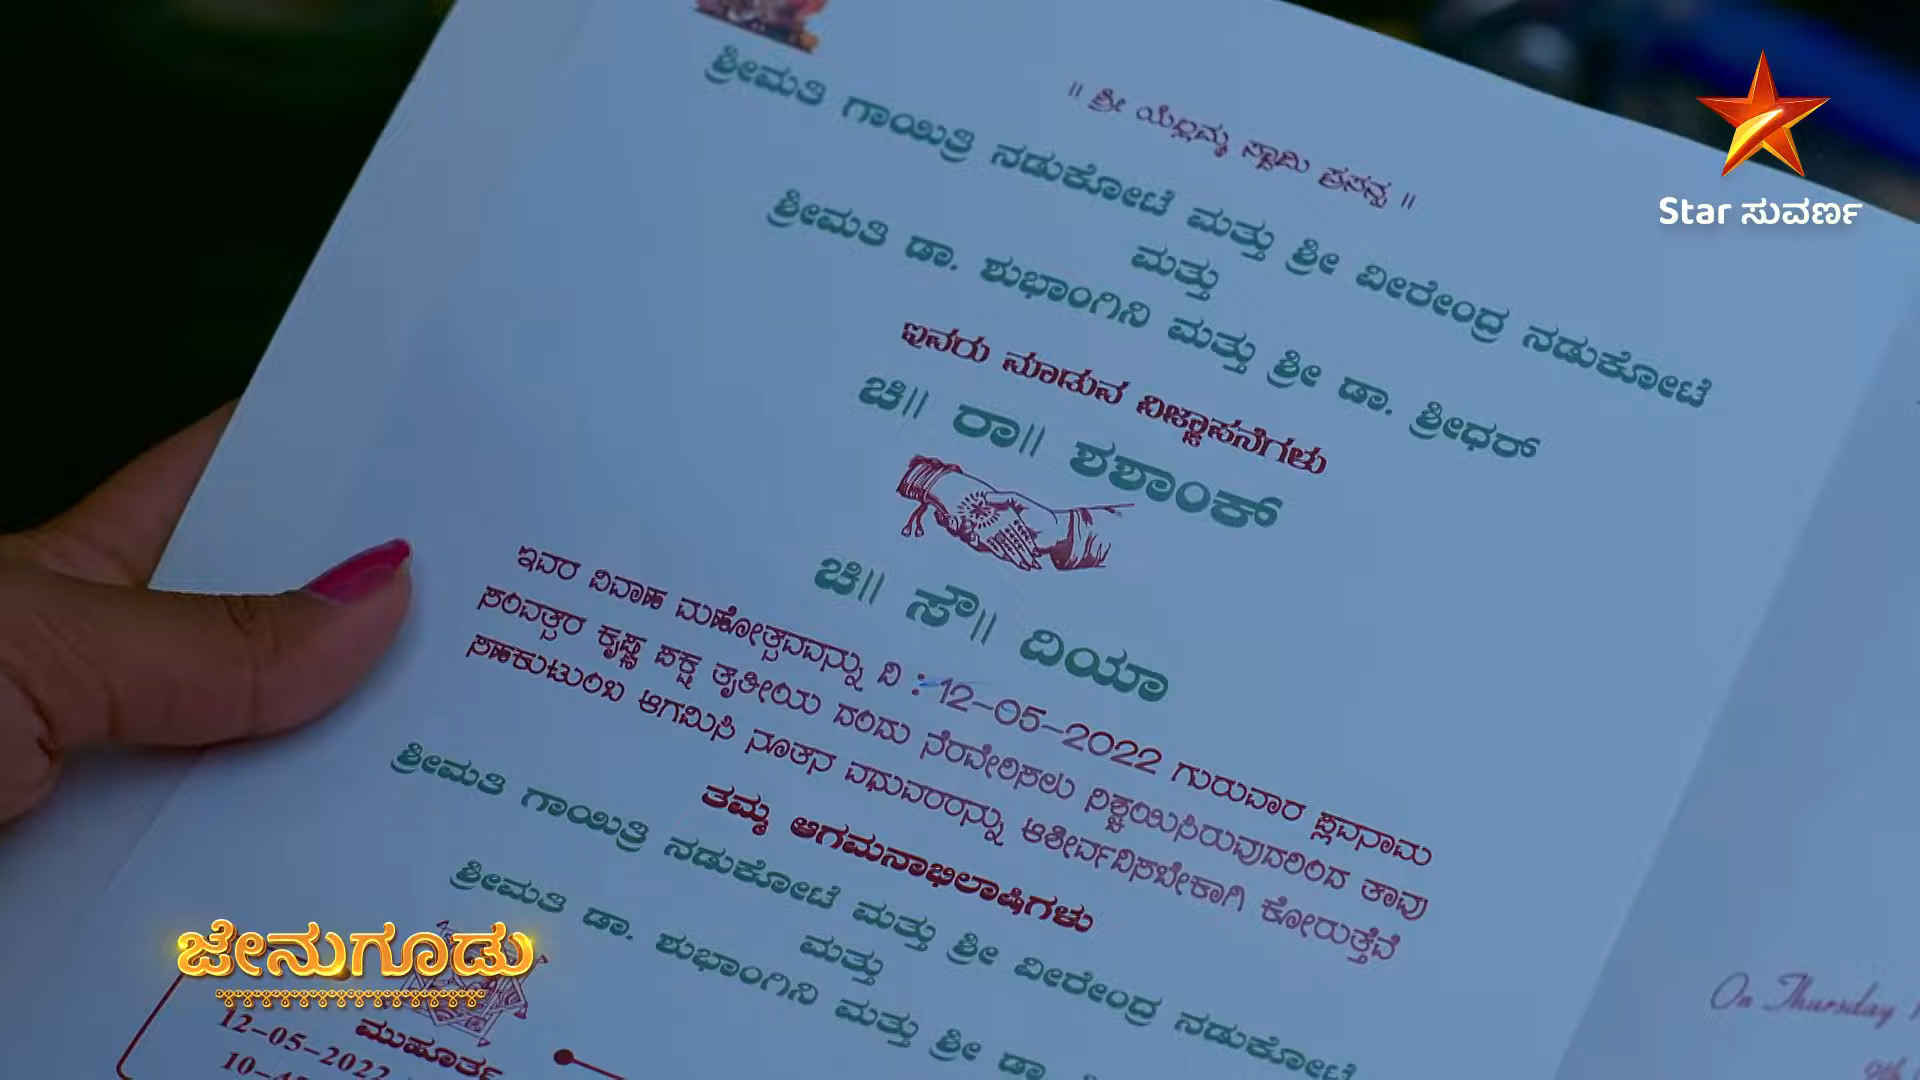 || ಶ್ರೀ ಯೆಲ್ಲಮ್ಮ ಸ್ವಾಮಿ ಪ್ರಸನ್ನ ||
ಶ್ರೀಮತಿ ಗಾಯಿತ್ರಿ ನಡುಕೋಟೆ ಮತ್ತು ಶ್ರೀ ವೀರೇಂದ್ರ ನಡುಕೋಟೆ
ಮತ್ತು
ಶ್ರೀಮತಿ ಡಾ. ಶುಭಾಂಗಿನಿ ಮತ್ತು ಶ್ರೀ ಡಾ. ಶ್ರೀಧರ್
ಇವರು ಮಾಡುವ ವಿಜ್ಞಾಪನೆಗಳು
ಚಿ|| ರಾ|| ಶಶಾಂಕ್
ಚಿ|| ಸೌ|| ದಿಯಾ
ಇವರ ವಿವಾಹ ಮಹೋತ್ಸವವನ್ನು ದಿ : 12-05-2022 ಗುರುವಾರ ಪ್ಲವನಾಮ
ಸಂವತ್ಸರ ಕೃಷ್ಣ ಪಕ್ಷ ತೃತೀಯ ದಂದು ನೆರವೇರಿಸಲು ನಿಶ್ಚಯಿಸಿರುವುದರಿಂದ ತಾವು
ಸಹಕುಟುಂಬ ಆಗಮಿಸಿ ನೂತನ ವಧುವರರನ್ನು ಆಶೀರ್ವದಿಸಬೇಕಾಗಿ ಕೋರುತ್ತೆವೆ
ತಮ್ಮ ಆಗಮನಾಭಿಲಾಷಿಗಳು
ಶ್ರೀಮತಿ ಗಾಯಿತ್ರಿ ನಡುಕೋಟೆ ಮತ್ತು ಶ್ರೀ ವೀರೇಂದ್ರ ನಡುಕೋಟೆ
ಮತ್ತು
ಶ್ರೀಮತಿ ಡಾ. ಶುಭಾಂಗಿನಿ ಮತ್ತು ಶ್ರೀ ಡಾ.
ಮುಹೂರ್ತ
12-05-2022
On Thursday
Star ಸುವರ್ಣ
ಜೇನುಗೂಡು